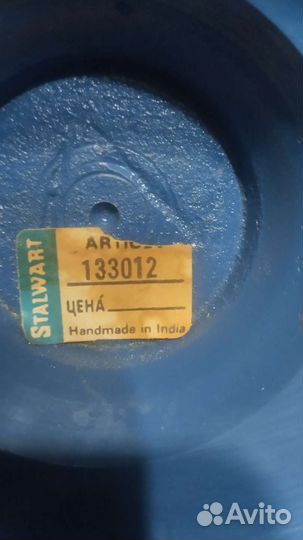 STALWART
ARTICLE
133012
ЦЕНА
Handmade in India
Avito